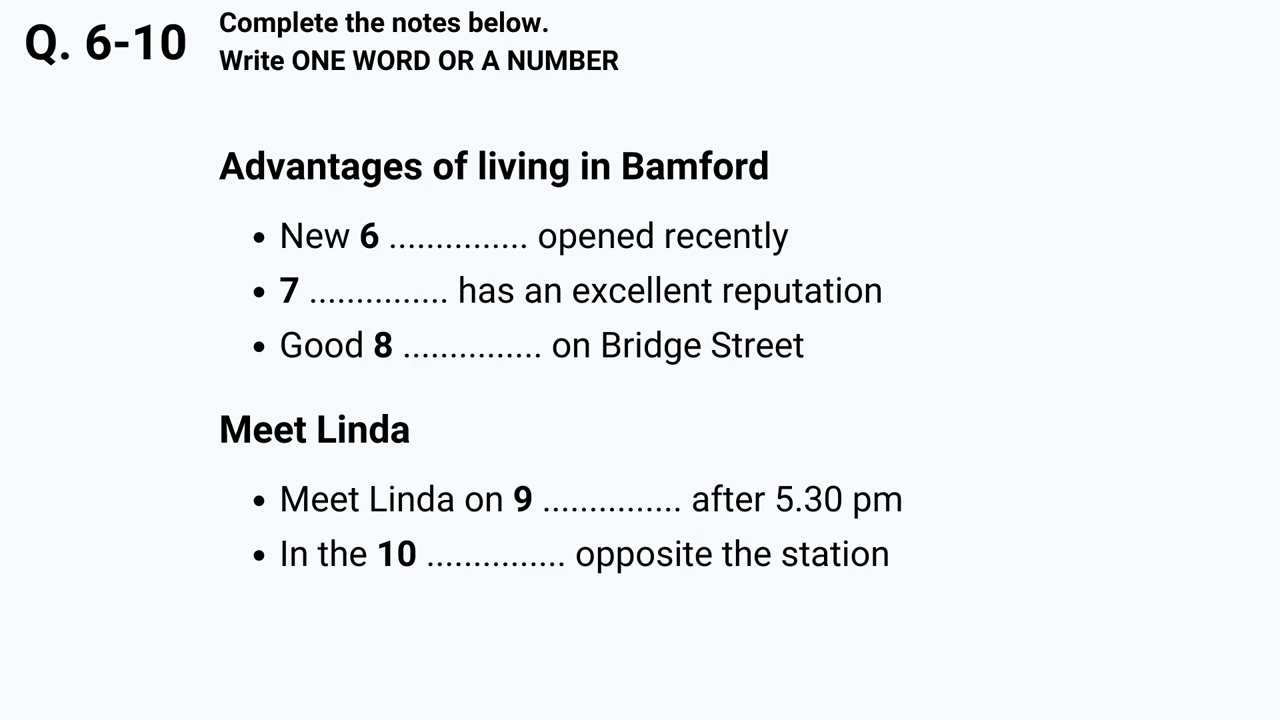 Q. 6-10
Complete the notes below.
Write ONE WORD OR A NUMBER
Advantages of living in Bamford
• New 6 ............... opened recently
• 7 ............... has an excellent reputation
• Good 8 ............... on Bridge Street
Meet Linda
• Meet Linda on 9 ............... after 5.30 pm
• In the 10 ............... opposite the station